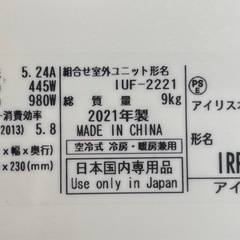 5.24A 組合せ室外ユニット形名
445W IUF-2221
980W 総質量 9kg
消費効率 2021年製
2013) 5.8 MADE IN CHINA
空冷式 冷房・暖房兼用
×幅×奥) 日本国内専用品
×230(mm) Use only in Japan
PS
E
アイリスオ
形名
IRR
アイ